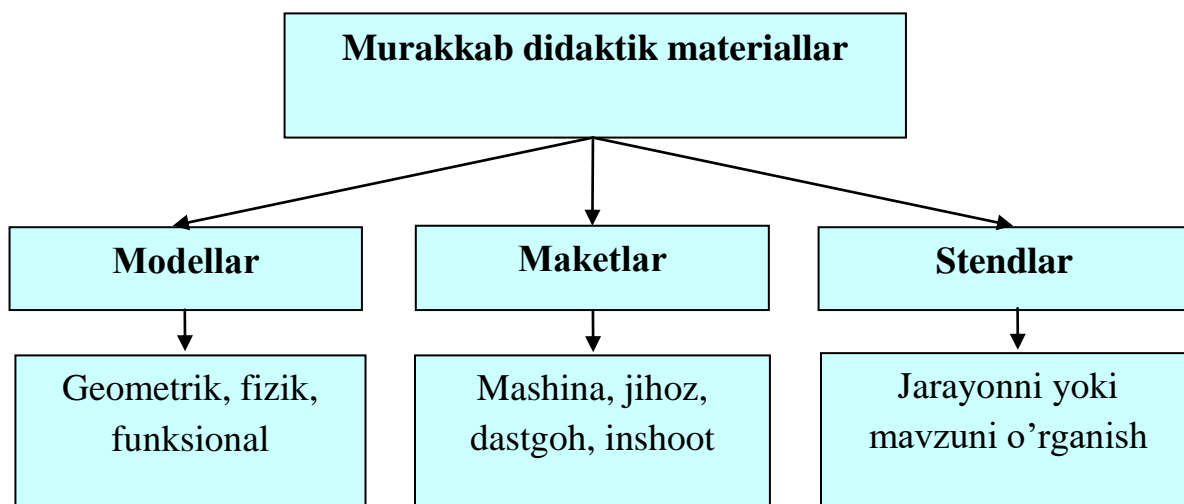 Murakkab didaktik materiallar
Modellar
Maketlar
Stendlar
Geometrik, fizik,
funksional
Mashina, jihoz,
dastgoh, inshoot
Jarayonni yoki
mavzuni o’rganish